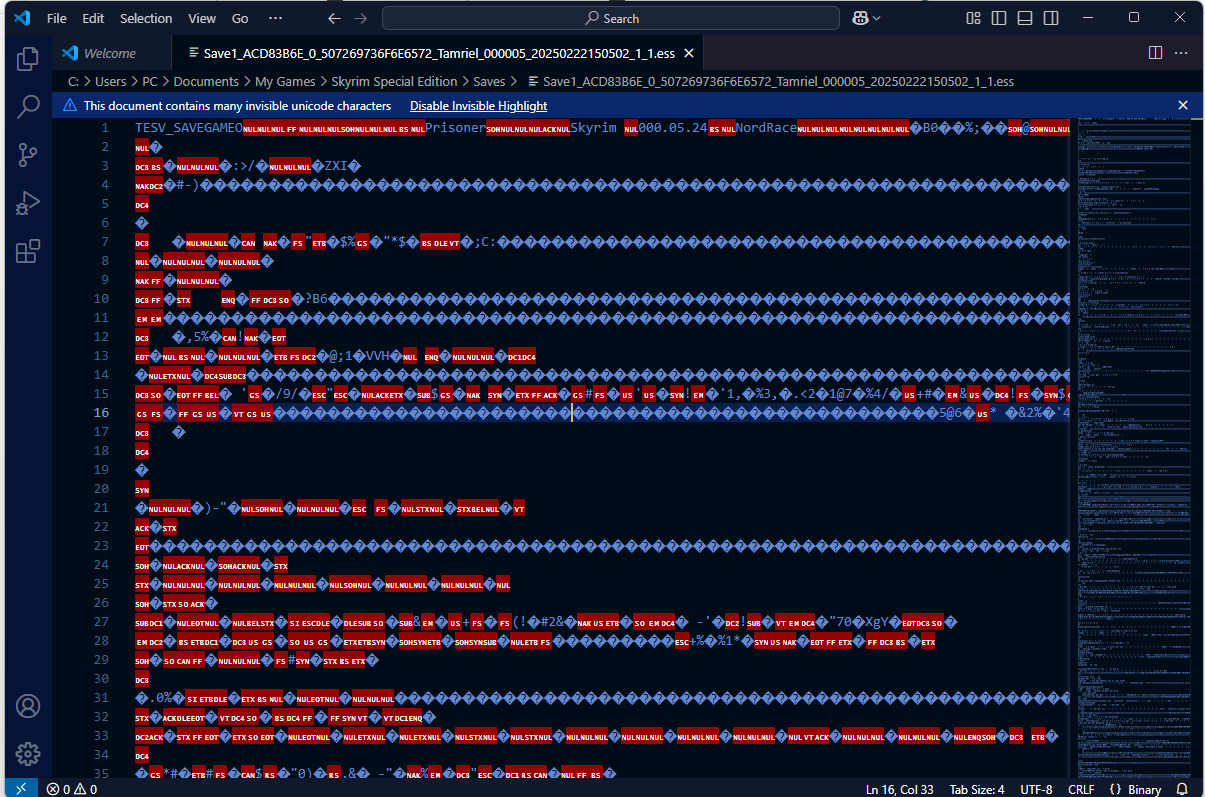 File Edit Selection View Go ··· Search
Welcome Save1_ACD83B6E_0_507269736F6E6572_Tamriel_000005_20250222150502_1_1.ess
C: > Users > PC > Documents > My Games > Skyrim Special Edition > Saves > Save1_ACD83B6E_0_507269736F6E6572_Tamriel_000005_20250222150502_1_1.ess
This document contains many invisible unicode characters Disable Invisible Highlight
1 TESV_SAVEGAMEO NUL NUL NUL FF NUL NUL NUL SOH NUL NUL NUL BS NUL Prisoner SOH NUL NUL NUL ACK NUL Skyrim NUL 000.05.24 BS NUL NordRace NUL NUL NUL NUL NUL NUL NUL NUL �B0��%;�� SOH @ SOH NUL NUL
2 NUL �
3 DC3 BS � NUL NUL NUL �:>/� NUL NUL NUL �ZXI�
4 NAK DC2 �#-)�
5 DC4
6 �
7 DC3 � NUL NUL NUL � CAN NAK � FS " ETB �$% GS �"*$� BS DLE VT �;C:�
8 NUL � NUL NUL NUL � NUL NUL NUL �
9 NAK FF � NUL NUL NUL �
10 DC3 FF � STX ENQ � FF DC3 SO �?B6�
11 EM EM �
12 DC3 �,5%� CAN ! NAK � EOT
13 EOT � NUL BS NUL � NUL NUL NUL � ETB FS DC2 �@;1�VVH� NUL ENQ � NUL NUL NUL � DC1 DC4
14 � NUL ETX NUL � DC4 SUB DC3 �
15 DC3 SO � EOT FF BEL � ' GS �/9/� ESC " ESC � NUL ACK ETX � SUB $ GS � NAK SYN � ETX FF ACK � GS # FS � US ' US � SYN ! EM �'1,�%3,�.<2�1@7�%4/� US +#� EM & US � DC4 ! FS � SYN $
16 GS FS � FF GS US � VT GS US � 5@6� US * �&2%�'4
17 DC3 �
18 DC4
19 �
20 SYN
21 � NUL NUL NUL �)-"� NUL SOH NUL � NUL NUL NUL � ESC FS � NUL STX NUL � STX BEL NUL � VT
22 ACK � STX
23 EOT �
24 SOH � NUL ACK NUL � SOH ACK NUL � STX
25 STX � NUL NUL NUL � NUL NUL NUL � NUL NUL NUL � NUL SOH NUL � NUL NUL NUL � NUL NUL NUL � NUL
26 SOH � STX SO ACK �
27 SUB DC1 � NUL EOT NUL � NUL BEL STX � SI ESC DLE � DLE SUB SO � SUB & EM � US +� FS � FS (!�#2&� NAK US ETB � SO EM DC4 � -'� DC2 ! SUB � VT EM DC4 �"70�XgY� EOT DC3 SO �
28 EM DC2 � BS ETB DC1 � DC3 US GS � SO US GS � ETX ETB SYN � SOH SYN ETB � SOH SYN SUB � NUL ETB FS � ESC +%�%1*� SYN US NAK � EOT FF ETX � FF DC3 BS � ETX
29 SOH � SO CAN FF � NUL NUL NUL � FS # SYN � STX BS ETX �
30 DC3
31 �.0%� SI ETB DLE � ETX BS NUL � NUL EOT NUL � NUL NUL NUL �
32 STX � ACK DLE EOT � VT DC4 SO � BS DC4 FF � FF SYN VT � VT DC1 ENQ �
33 DC2 ACK � STX FF EOT � ETX SO EOT � NUL EOT NUL � NUL ETX NUL � NUL ETX NUL � NUL STX NUL � NUL STX NUL � NUL NUL NUL � NUL NUL NUL � NUL NUL NUL � NUL NUL NUL � NUL VT ACK � NUL NUL NUL � NUL NUL NUL � NUL ENQ SOH � DC3 ETB �
34 DC4
35 � GS *#� ETB # FS � CAN $ RS �"0)� RS .&� -"� NAK % EM � DC3 " ESC � DC1 RS CAN � NUL FF BS �
0 0 Ln 16, Col 33 Tab Size: 4 UTF-8 CRLF {} Binary